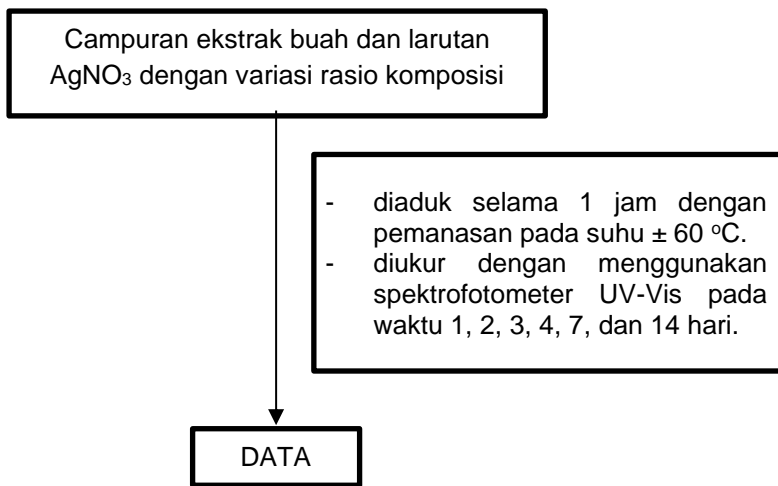 Campuran ekstrak buah dan larutan
AgNO₃ dengan variasi rasio komposisi
- diaduk selama 1 jam dengan
pemanasan pada suhu ± 60 °C.
- diukur dengan menggunakan
spektrofotometer UV-Vis pada
waktu 1, 2, 3, 4, 7, dan 14 hari.
DATA